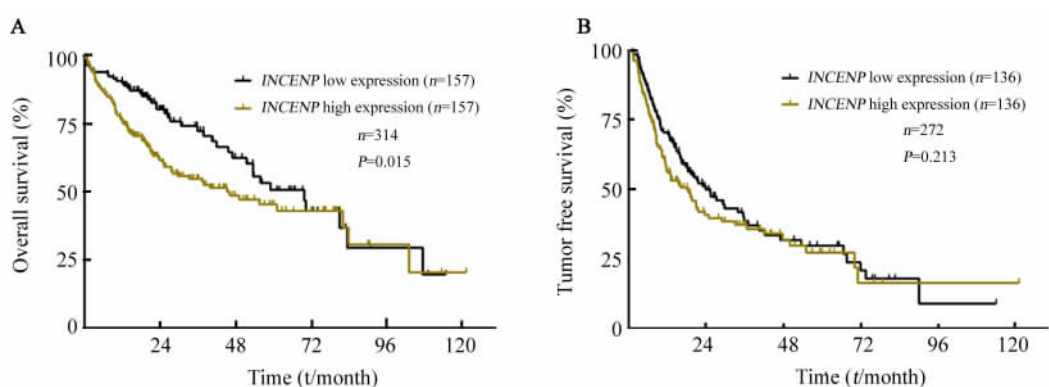 A
Overall survival (%)
100
75
50
25
0
INCENP low expression (n=157)
INCENP high expression (n=157)
n=314
P=0.015
24 48 72 96 120
Time (t/month)
B
Tumor free survival (%)
100
75
50
25
0
INCENP low expression (n=136)
INCENP high expression (n=136)
n=272
P=0.213
24 48 72 96 120
Time (t/month)